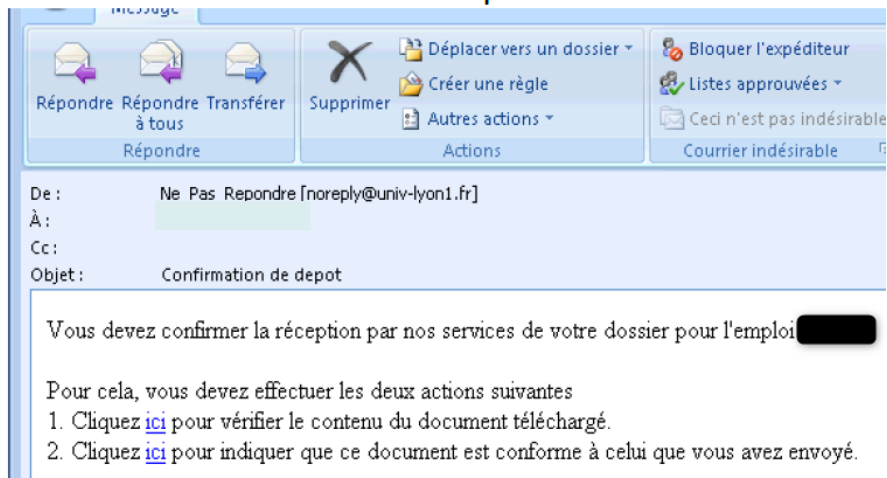 Message
Déplacer vers un dossier
Bloquer l'expéditeur
Créer une règle
Listes approuvées
Répondre Répondre à tous Transférer
Supprimer
Autres actions
Ceci n'est pas indésirable
Répondre
Actions
Courrier indésirable
De : Ne Pas Repondre [noreply@univ-lyon1.fr]
À :
Cc :
Objet : Confirmation de depot
Vous devez confirmer la réception par nos services de votre dossier pour l'emploi
Pour cela, vous devez effectuer les deux actions suivantes
1. Cliquez ici pour vérifier le contenu du document téléchargé.
2. Cliquez ici pour indiquer que ce document est conforme à celui que vous avez envoyé.